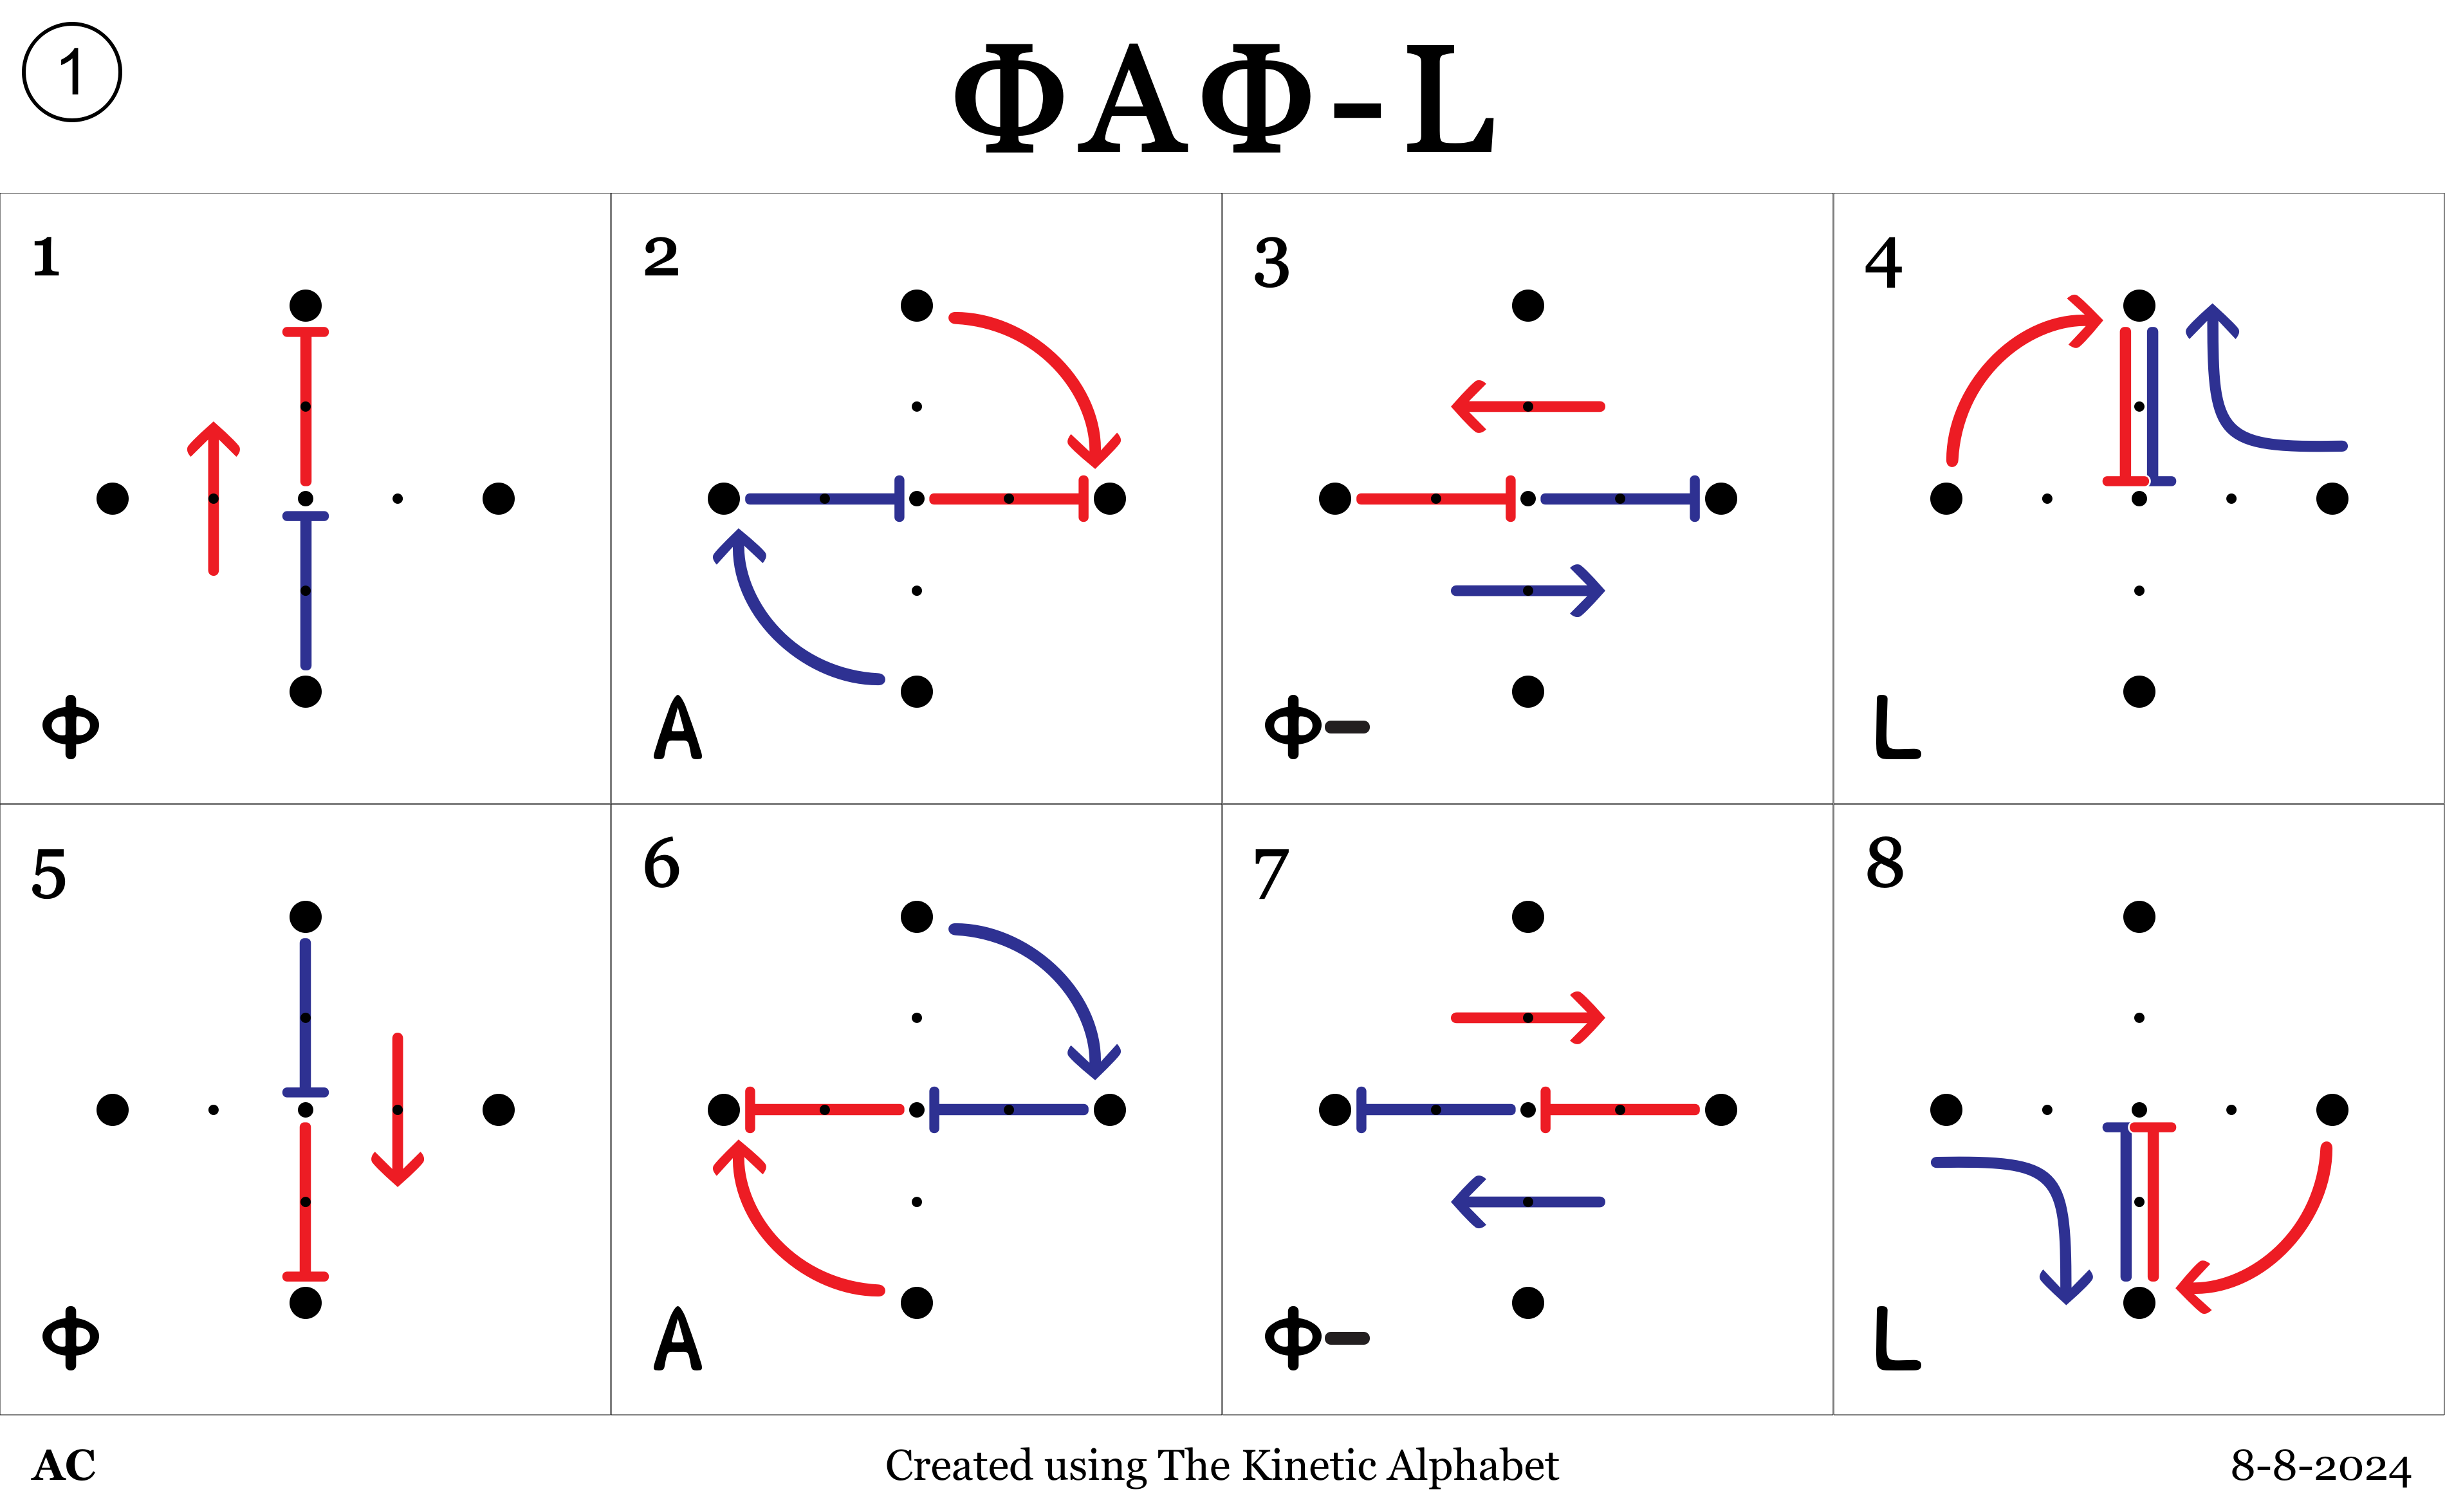 1
ΦAΦ-L
1 2 3 4
Φ A Φ- L
5 6 7 8
Φ A Φ- L
AC Created using The Kinetic Alphabet 8-8-2024